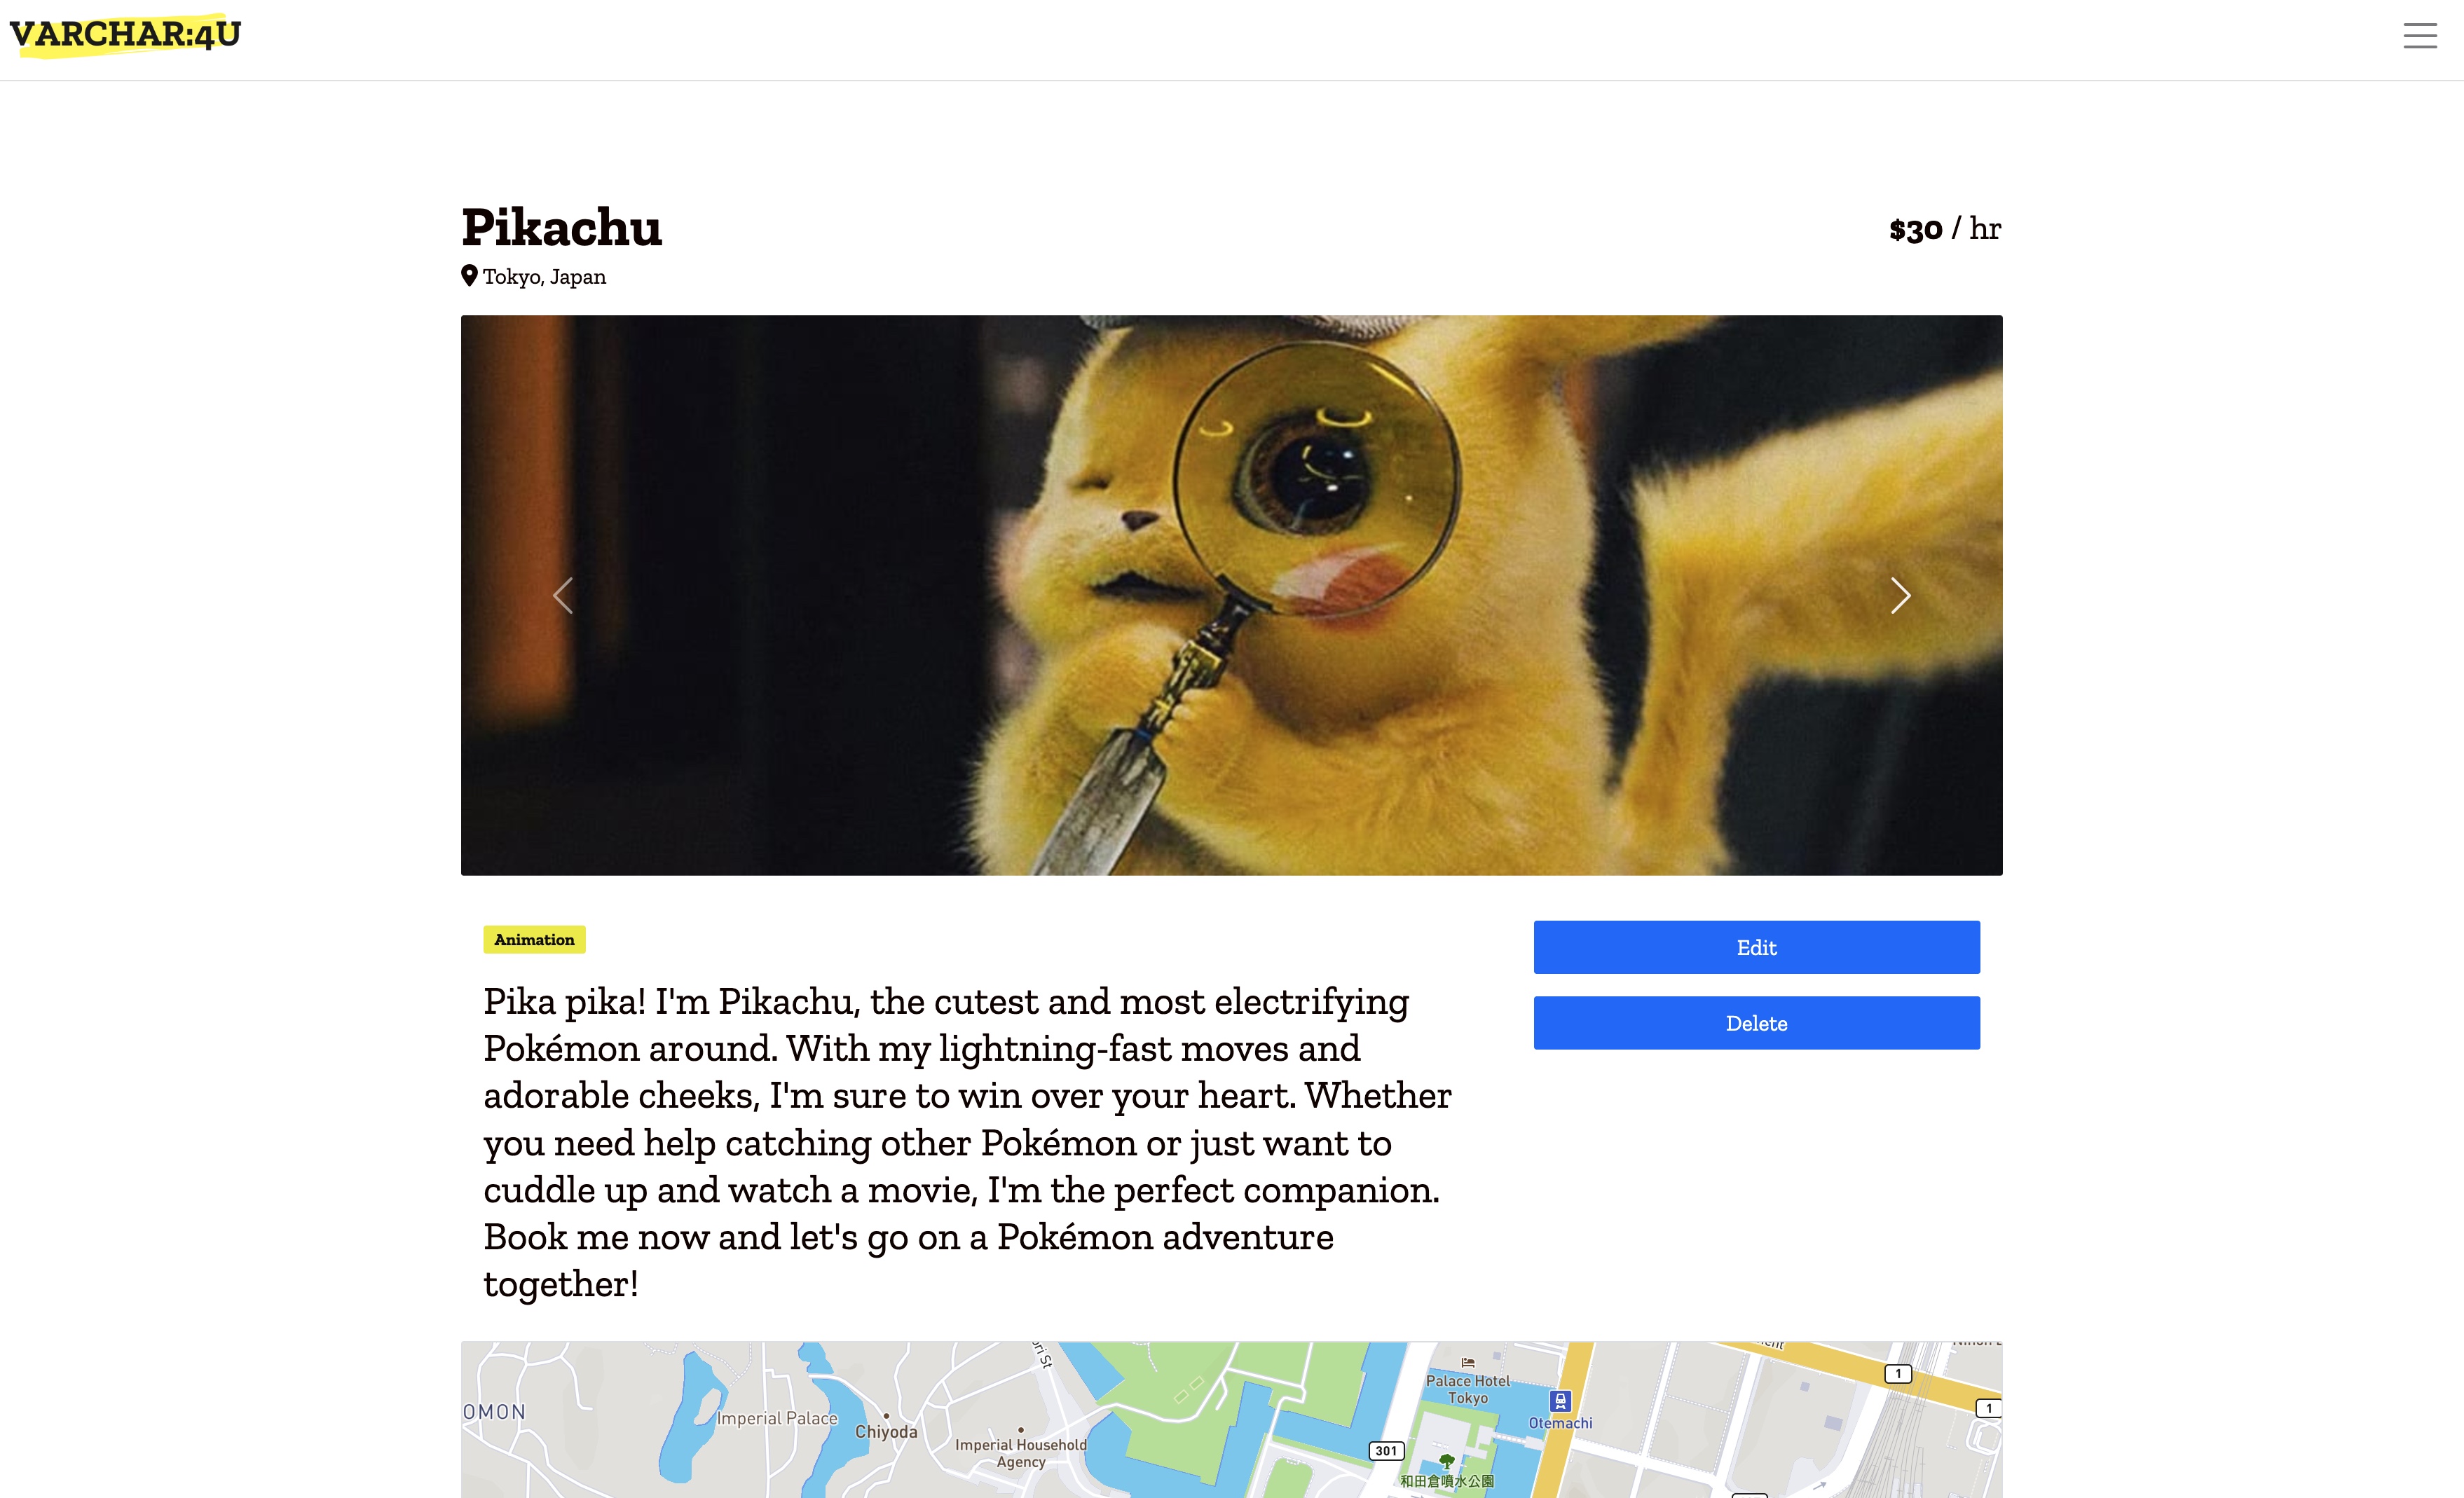 VARCHAR:4U
Pikachu
$30 / hr
Tokyo, Japan
Animation
Edit
Delete
Pika pika! I'm Pikachu, the cutest and most electrifying
Pokémon around. With my lightning-fast moves and
adorable cheeks, I'm sure to win over your heart. Whether
you need help catching other Pokémon or just want to
cuddle up and watch a movie, I'm the perfect companion.
Book me now and let's go on a Pokémon adventure
together!
OMON
Imperial Palace
Chiyoda
Imperial Household
Agency
ori St
Palace Hotel
Tokyo
Otemachi
301
和田倉噴水公園
1
1